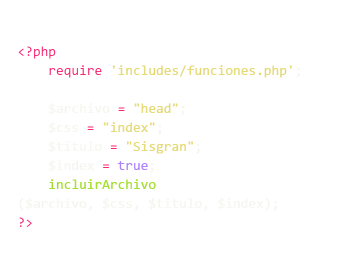 <?php
require 'includes/funciones.php';
$archivo = "head";
$css = "index";
$titulo = "Sisgran";
$index = true;
incluirArchivo
($archivo, $css, $titulo, $index);
?>